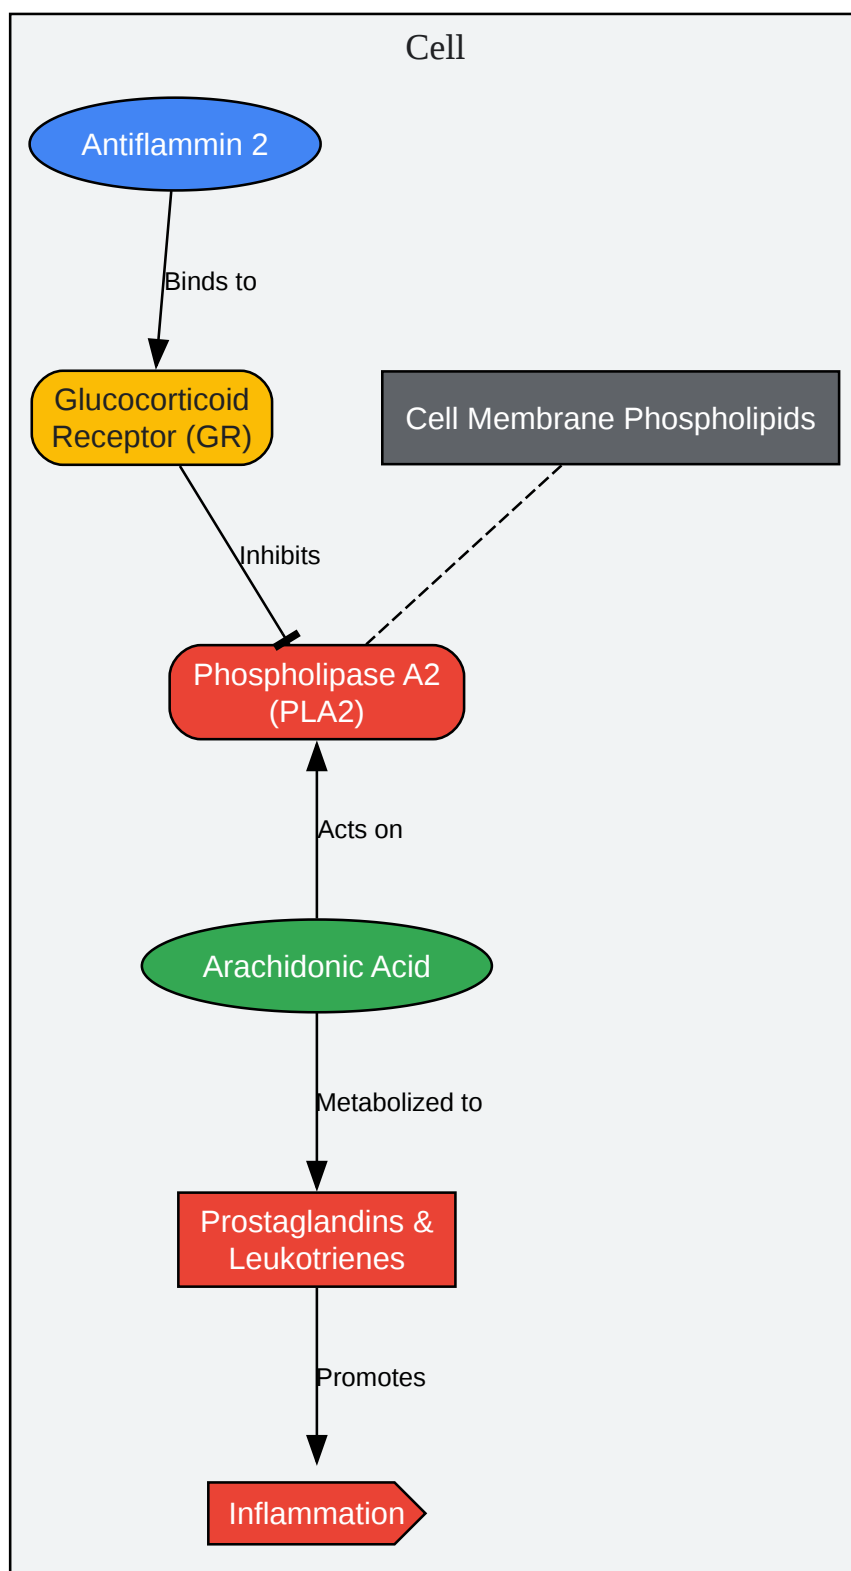 Cell
Antiflammin 2
Binds to
Glucocorticoid
Receptor (GR)
Cell Membrane Phospholipids
Inhibits
Phospholipase A2
(PLA2)
Acts on
Arachidonic Acid
Metabolized to
Prostaglandins &
Leukotrienes
Promotes
Inflammation